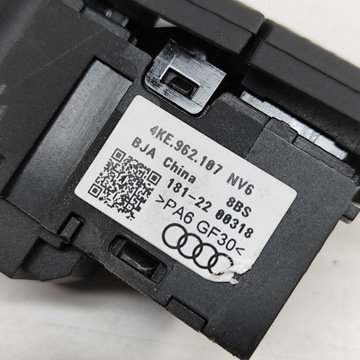 4KE.962.107 NV6
BJA China 8BS
181-22 00318
>PA6 GF30<